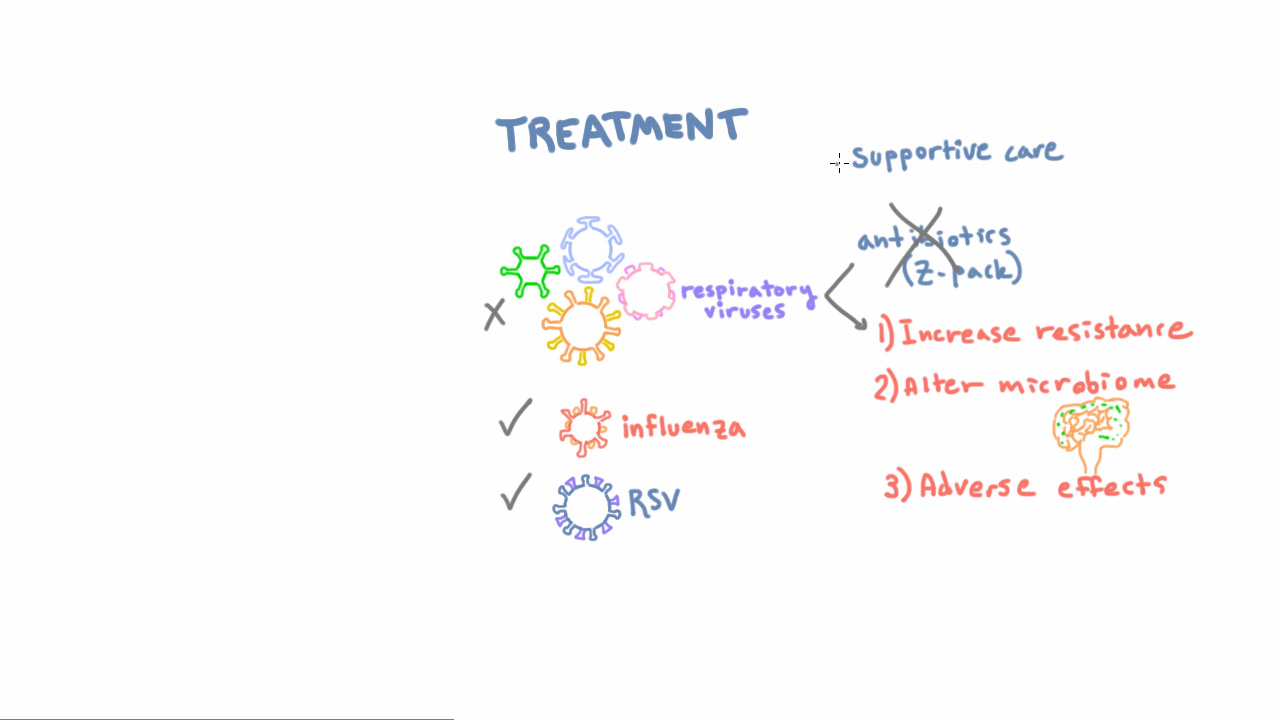 TREATMENT
supportive care
antibiotics
(Z-pack)
respiratory
viruses
1) Increase resistance
2) Alter microbiome
influenza
3) Adverse effects
RSV